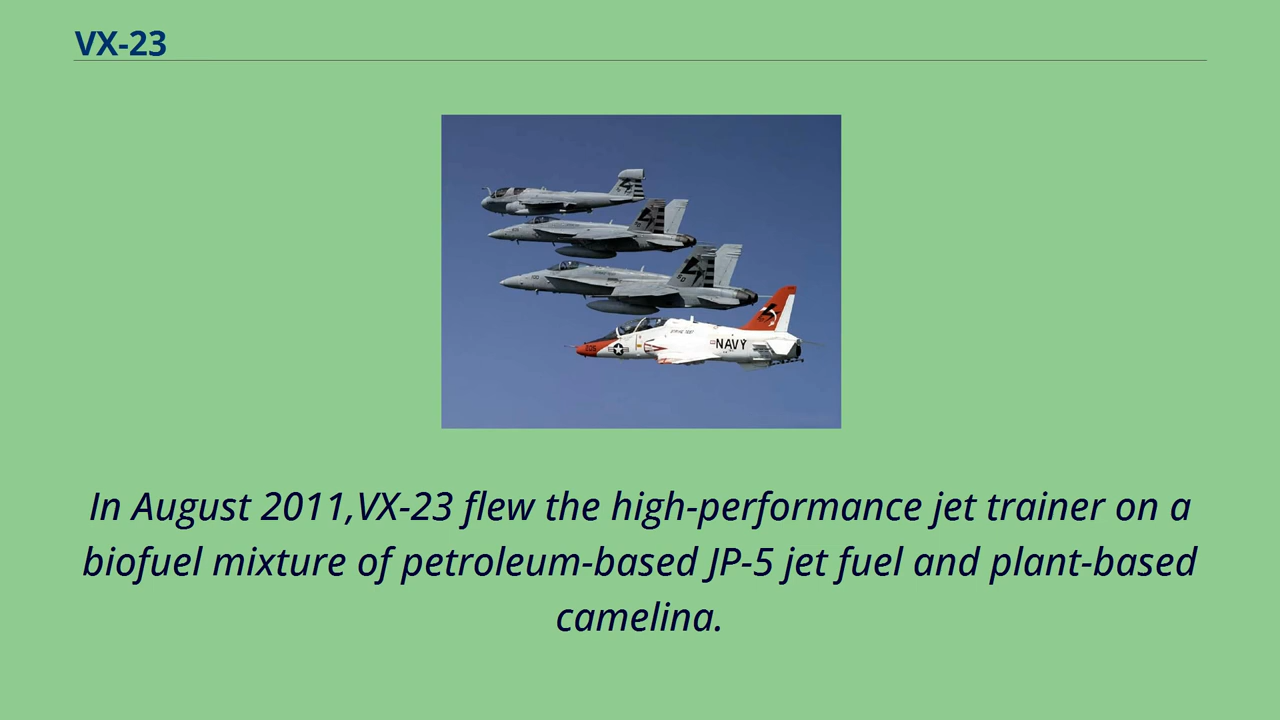 VX-23
NAVY
In August 2011,VX-23 flew the high-performance jet trainer on a
biofuel mixture of petroleum-based JP-5 jet fuel and plant-based
camelina.